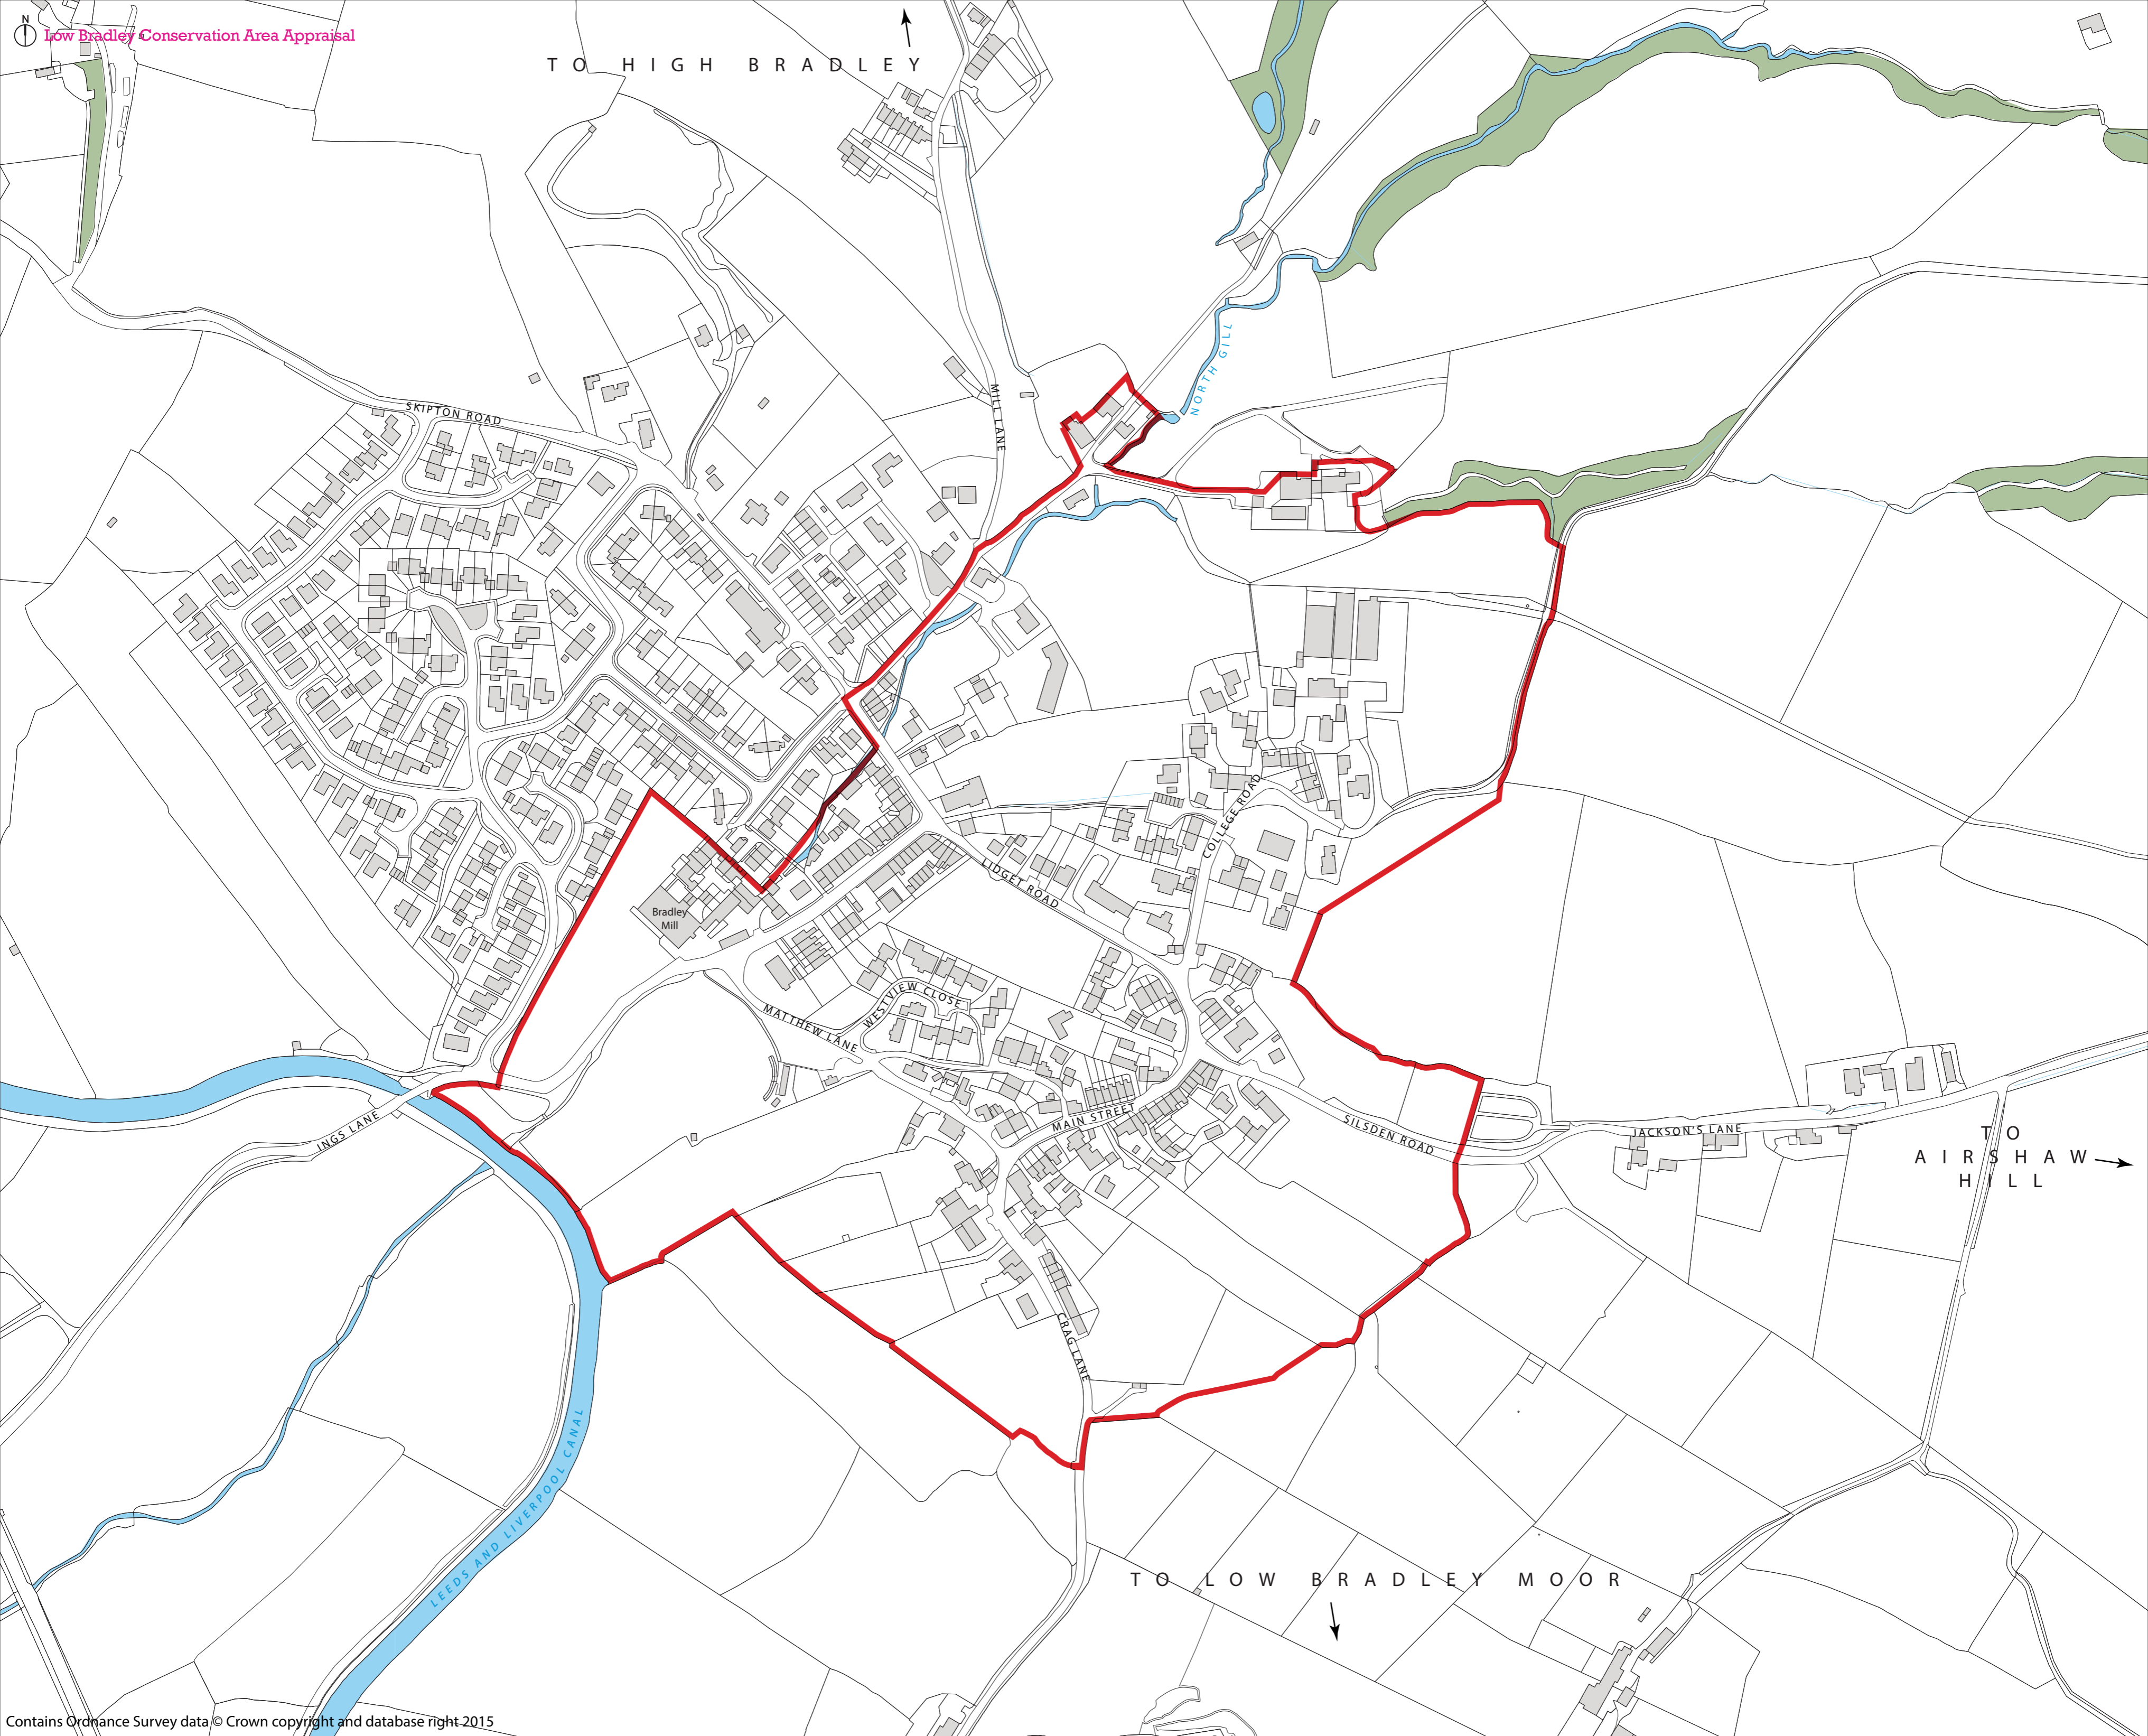 N
Low Bradley Conservation Area Appraisal
TO HIGH BRADLEY
NORTH GILL
MILL LANE
SKIPTON ROAD
COLLEGE ROAD
LIDGET ROAD
Bradley
Mill
WESTVIEW CLOSE
MATTHEW LANE
MAIN STREET
SILSDEN ROAD
JACKSON'S LANE
INGS LANE
TO
AIRSHAW
HILL
CRAG LANE
LEEDS AND LIVERPOOL CANAL
TO LOW BRADLEY MOOR
Contains Ordnance Survey data © Crown copyright and database right 2015